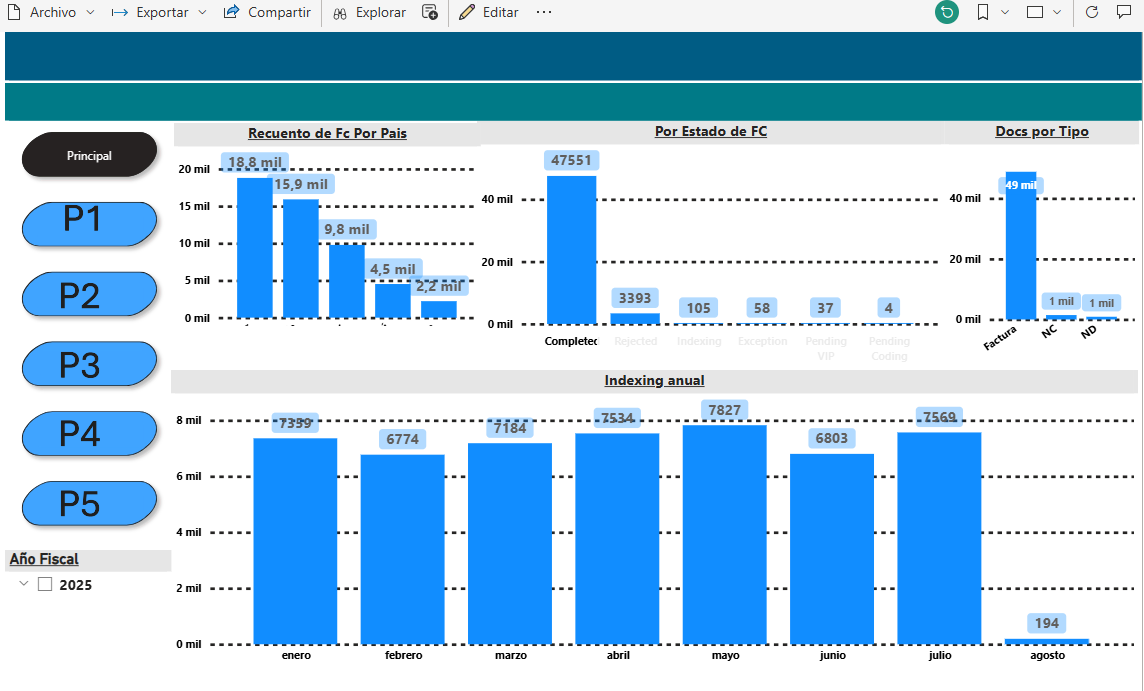 Archivo Exportar Compartir Explorar Editar ...
Principal
P1
P2
P3
P4
P5
Año Fiscal
2025
Recuento de Fc Por Pais
20 mil
15 mil
10 mil
5 mil
0 mil
18,8 mil
15,9 mil
9,8 mil
4,5 mil
2,2 mil
Por Estado de FC
40 mil
20 mil
0 mil
47551
3393
105
58
37
4
Completed
Rejected
Indexing
Exception
Pending
VIP
Pending
Coding
Docs por Tipo
40 mil
20 mil
0 mil
49 mil
1 mil
1 mil
Factura
NC
ND
Indexing anual
8 mil
6 mil
4 mil
2 mil
0 mil
7359
6774
7184
7534
7827
6803
7569
194
enero
febrero
marzo
abril
mayo
junio
julio
agosto